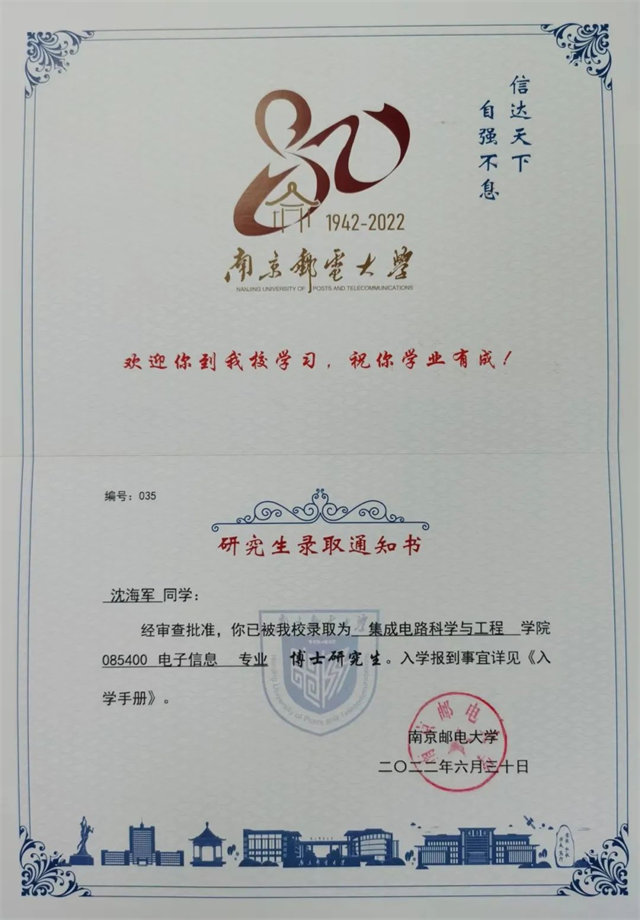 信达天下
自强不息
1942-2022
南京邮电大学
NANJING UNIVERSITY OF POSTS AND TELECOMMUNICATIONS
欢迎你到我校学习，祝你学业有成！
编号：035
研究生录取通知书
沈海军 同学：
经审查批准，你已被我校录取为 集成电路科学与工程 学院
085400 电子信息 专业 博士研究生。入学报到事宜详见《入
学手册》。
南京邮电大学
二〇二二年六月三十日